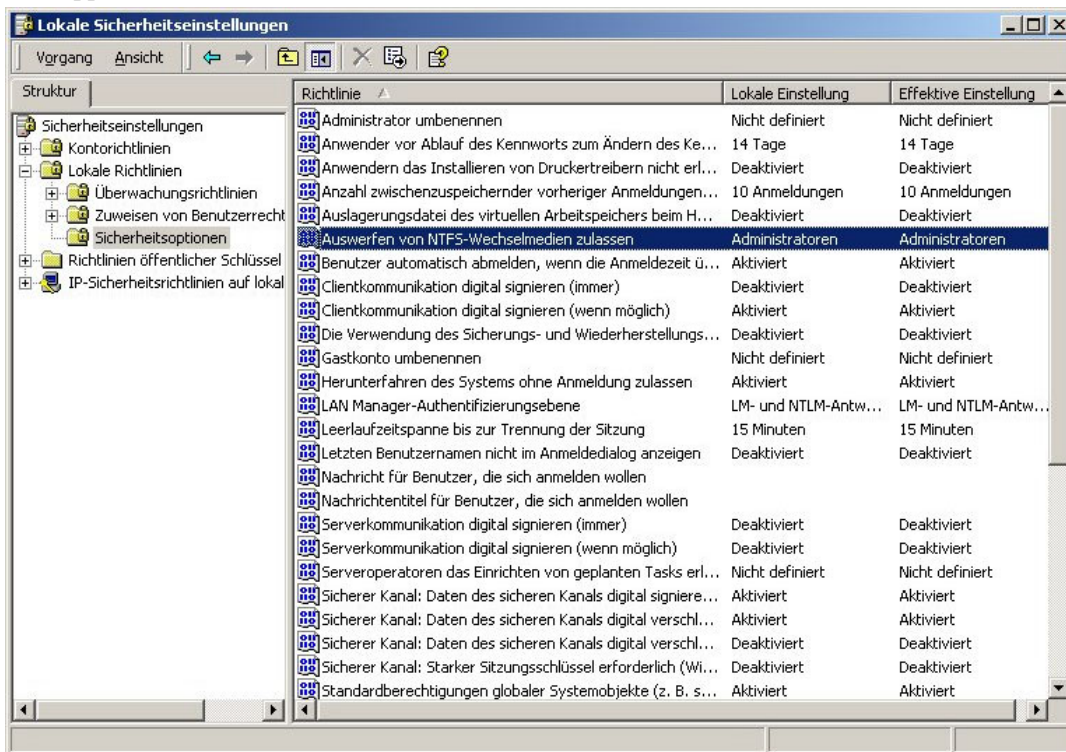 Lokale Sicherheitseinstellungen
Vorgang Ansicht
Struktur
Sicherheitseinstellungen
Kontorichtlinien
Lokale Richtlinien
Überwachungsrichtlinien
Zuweisen von Benutzerrecht
Sicherheitsoptionen
Richtlinien öffentlicher Schlüssel
IP-Sicherheitsrichtlinien auf lokal
Richtlinie Lokale Einstellung Effektive Einstellung
Administrator umbenennen Nicht definiert Nicht definiert
Anwender vor Ablauf des Kennworts zum Ändern des Ke... 14 Tage 14 Tage
Anwendern das Installieren von Druckertreibern nicht erl... Deaktiviert Deaktiviert
Anzahl zwischenzuspeichernder vorheriger Anmeldungen... 10 Anmeldungen 10 Anmeldungen
Auslagerungsdatei des virtuellen Arbeitspeichers beim H... Deaktiviert Deaktiviert
Auswerfen von NTFS-Wechselmedien zulassen Administratoren Administratoren
Benutzer automatisch abmelden, wenn die Anmeldezeit ü... Aktiviert Aktiviert
Clientkommunikation digital signieren (immer) Deaktiviert Deaktiviert
Clientkommunikation digital signieren (wenn möglich) Aktiviert Aktiviert
Die Verwendung des Sicherungs- und Wiederherstellungs... Deaktiviert Deaktiviert
Gastkonto umbenennen Nicht definiert Nicht definiert
Herunterfahren des Systems ohne Anmeldung zulassen Aktiviert Aktiviert
LAN Manager-Authentifizierungsebene LM- und NTLM-Antw... LM- und NTLM-Antw...
Leerlaufzeitspanne bis zur Trennung der Sitzung 15 Minuten 15 Minuten
Letzten Benutzernamen nicht im Anmeldedialog anzeigen Deaktiviert Deaktiviert
Nachricht für Benutzer, die sich anmelden wollen
Nachrichtentitel für Benutzer, die sich anmelden wollen
Serverkommunikation digital signieren (immer) Deaktiviert Deaktiviert
Serverkommunikation digital signieren (wenn möglich) Deaktiviert Deaktiviert
Serveroperatoren das Einrichten von geplanten Tasks erl... Nicht definiert Nicht definiert
Sicherer Kanal: Daten des sicheren Kanals digital signiere... Aktiviert Aktiviert
Sicherer Kanal: Daten des sicheren Kanals digital verschl... Aktiviert Aktiviert
Sicherer Kanal: Daten des sicheren Kanals digital verschl... Deaktiviert Deaktiviert
Sicherer Kanal: Starker Sitzungsschlüssel erforderlich (Wi... Deaktiviert Deaktiviert
Standardberechtigungen globaler Systemobjekte (z. B. s... Aktiviert Aktiviert